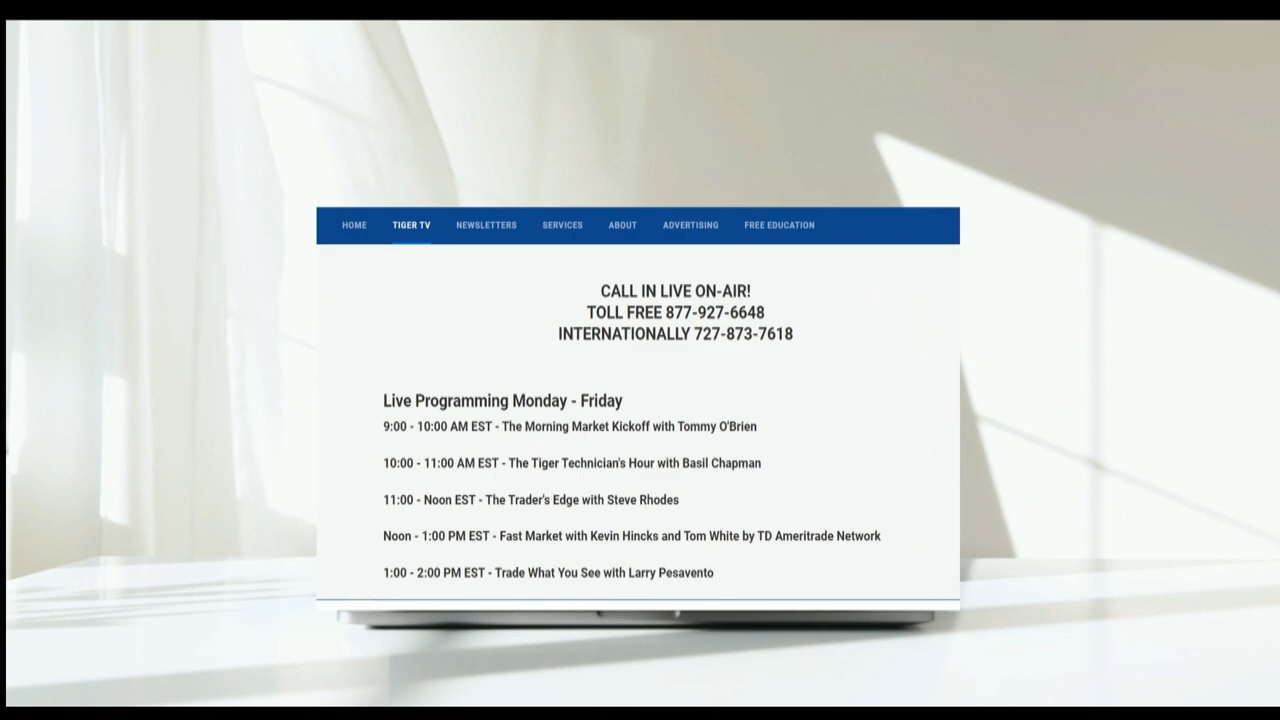 HOME TIGER TV NEWSLETTERS SERVICES ABOUT ADVERTISING FREE EDUCATION
CALL IN LIVE ON-AIR!
TOLL FREE 877-927-6648
INTERNATIONALLY 727-873-7618
Live Programming Monday - Friday
9:00 - 10:00 AM EST - The Morning Market Kickoff with Tommy O'Brien
10:00 - 11:00 AM EST - The Tiger Technician's Hour with Basil Chapman
11:00 - Noon EST - The Trader's Edge with Steve Rhodes
Noon - 1:00 PM EST - Fast Market with Kevin Hincks and Tom White by TD Ameritrade Network
1:00 - 2:00 PM EST - Trade What You See with Larry Pesavento